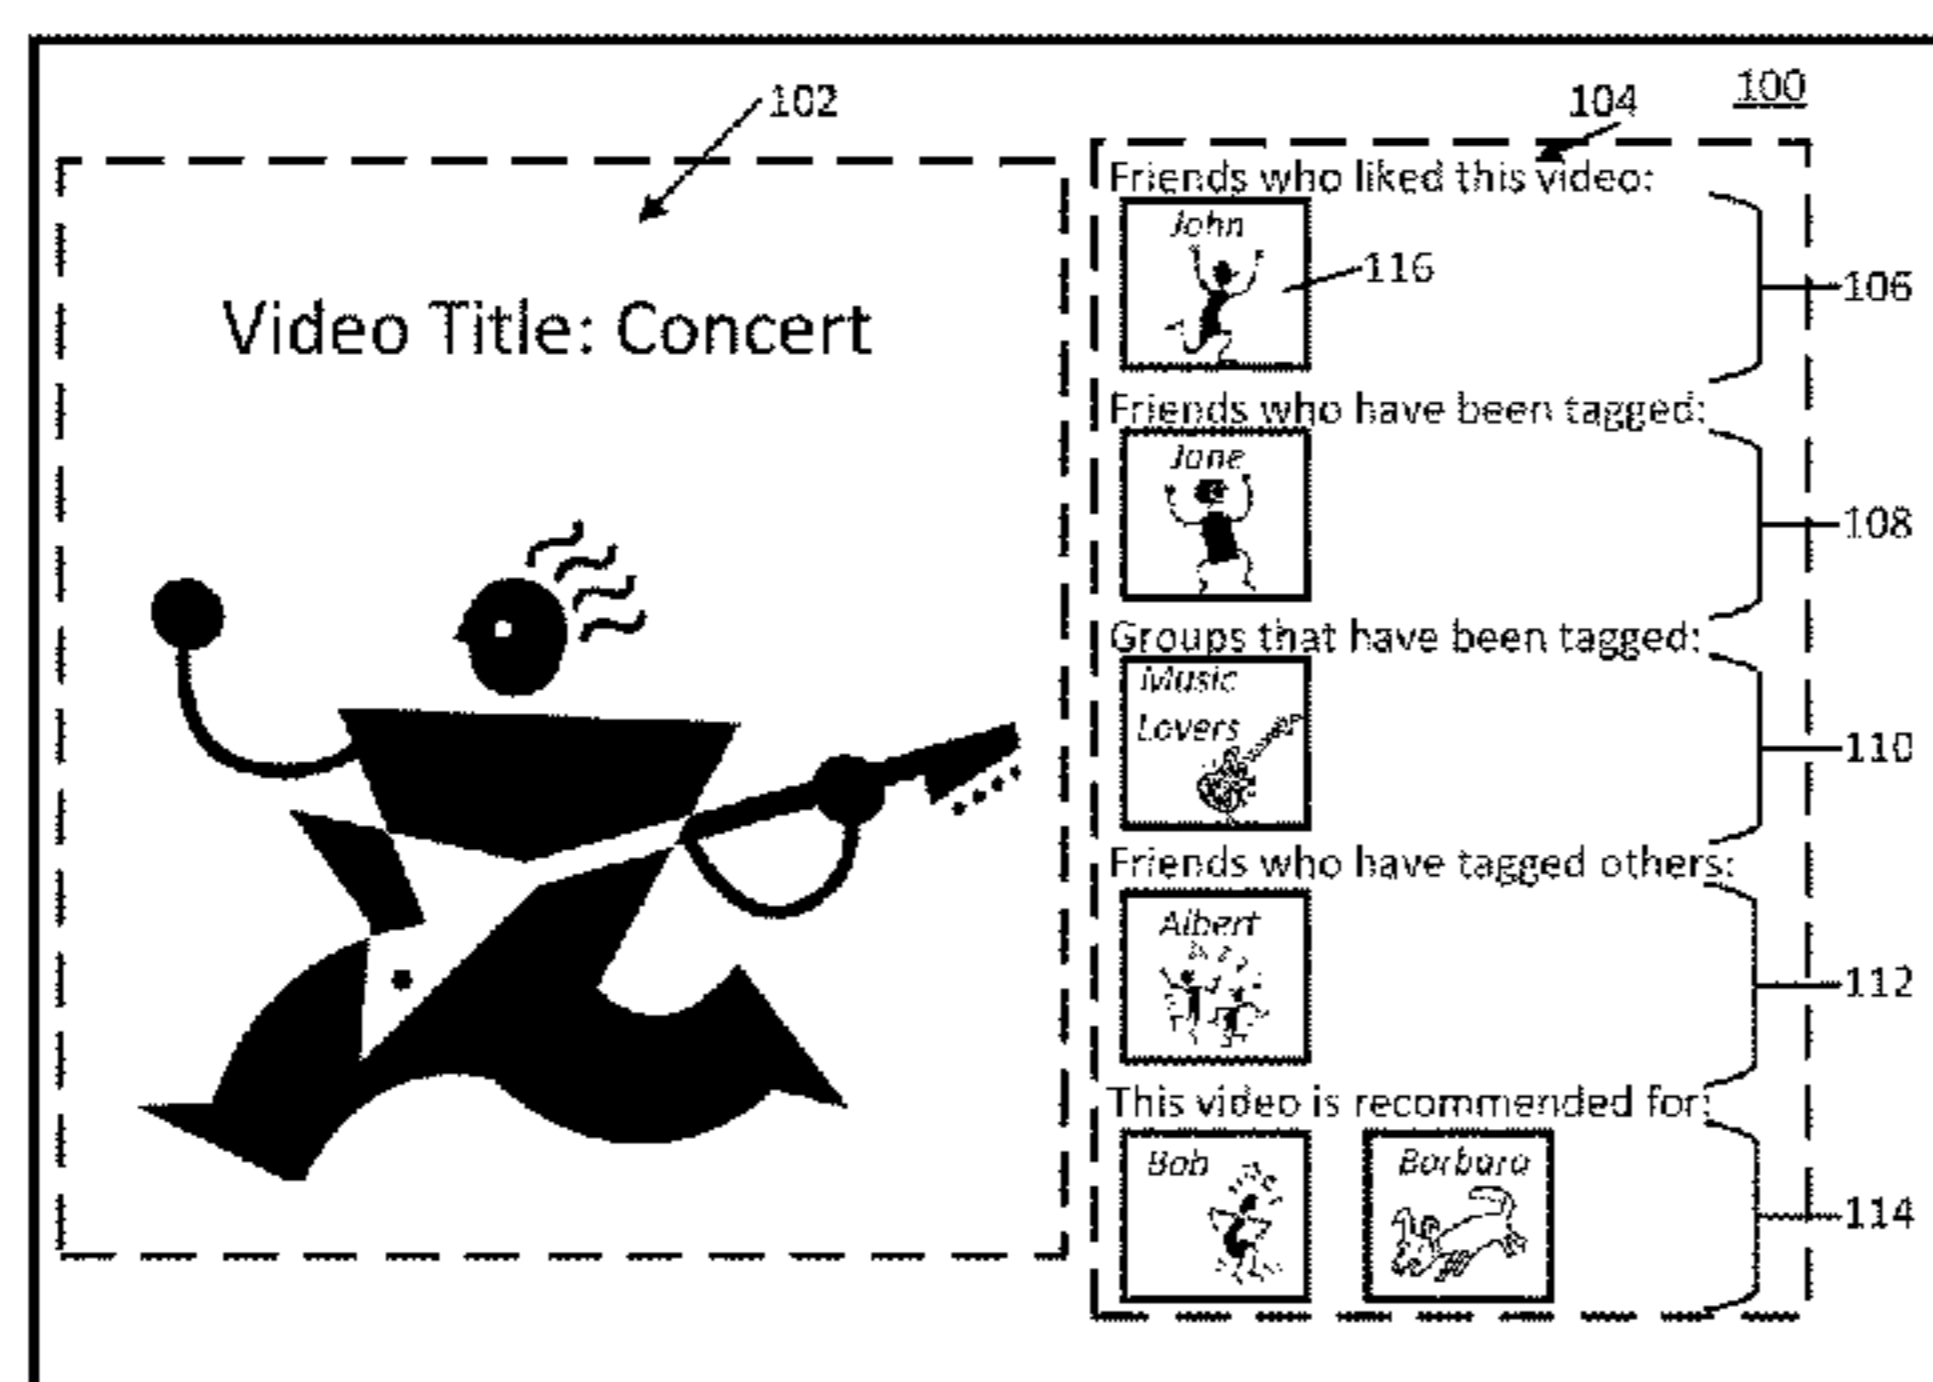 100
102
104
Video Title: Concert
Friends who liked this video:
John
116
106
Friends who have been tagged:
Jane
108
Groups that have been tagged:
Music
Lovers
110
Friends who have tagged others:
Albert
112
This video is recommended for:
Bob
Barbara
114